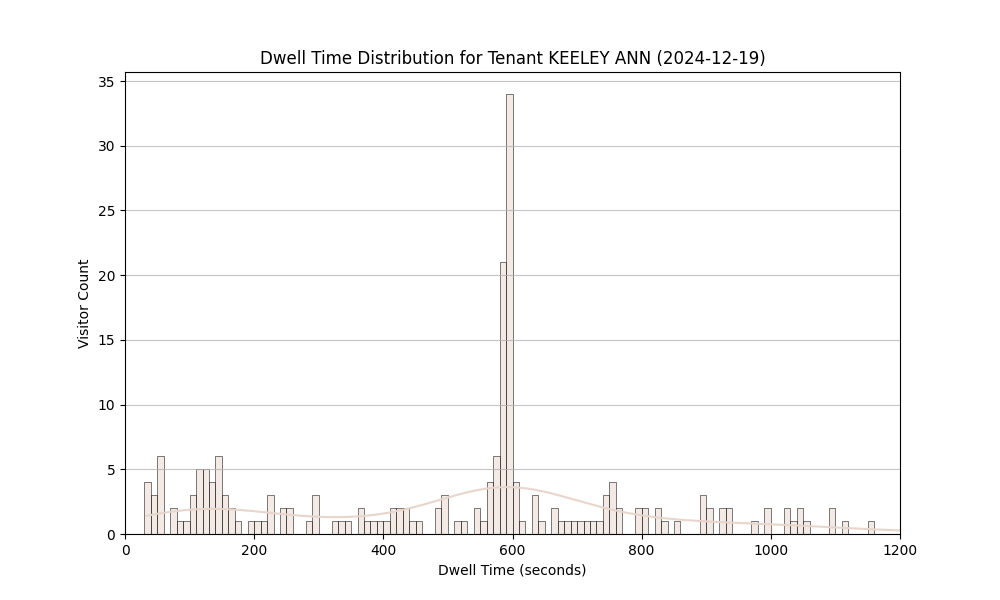 Dwell Time Distribution for Tenant KEELEY ANN (2024-12-19)
Visitor Count
35
30
25
20
15
10
5
0
0 200 400 600 800 1000 1200
Dwell Time (seconds)